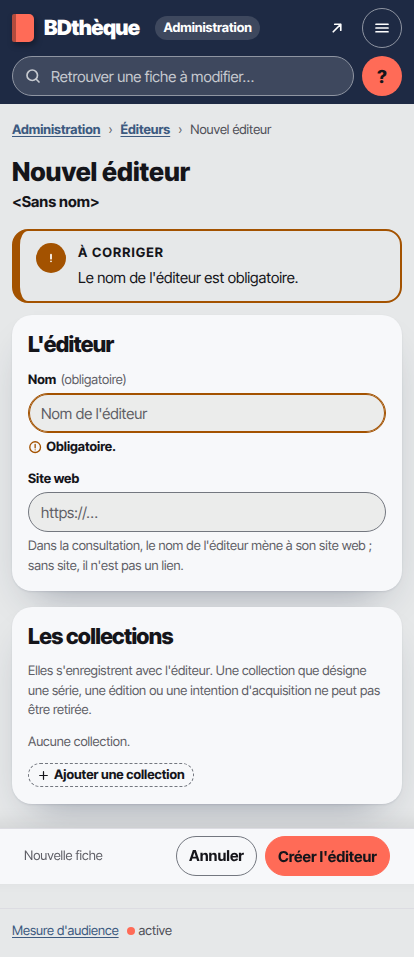 BDthèque Administration
Retrouver une fiche à modifier... ?
Administration › Éditeurs › Nouvel éditeur
Nouvel éditeur
<Sans nom>
! À CORRIGER
Le nom de l'éditeur est obligatoire.
L'éditeur
Nom (obligatoire)
Nom de l'éditeur
Obligatoire.
Site web
https://...
Dans la consultation, le nom de l'éditeur mène à son site web ;
sans site, il n'est pas un lien.
Les collections
Elles s'enregistrent avec l'éditeur. Une collection que désigne
une série, une édition ou une intention d'acquisition ne peut pas
être retirée.
Aucune collection.
+ Ajouter une collection
Nouvelle fiche Annuler Créer l'éditeur
Mesure d'audience active